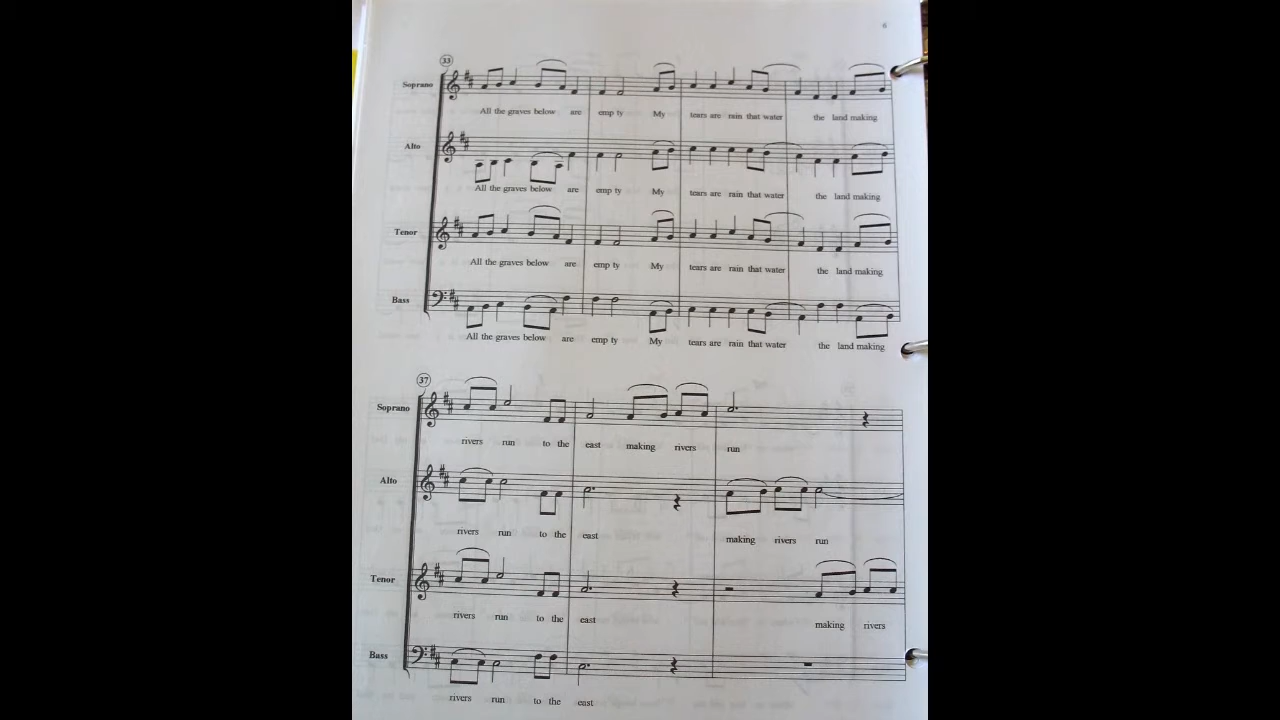 6
33
Soprano
All the graves below are emp ty My tears are rain that water the land making
Alto
All the graves below are emp ty My tears are rain that water the land making
Tenor
All the graves below are emp ty My tears are rain that water the land making
Bass
All the graves below are emp ty My tears are rain that water the land making
37
Soprano
rivers run to the east making rivers run
Alto
rivers run to the east making rivers run
Tenor
rivers run to the east making rivers
Bass
rivers run to the east